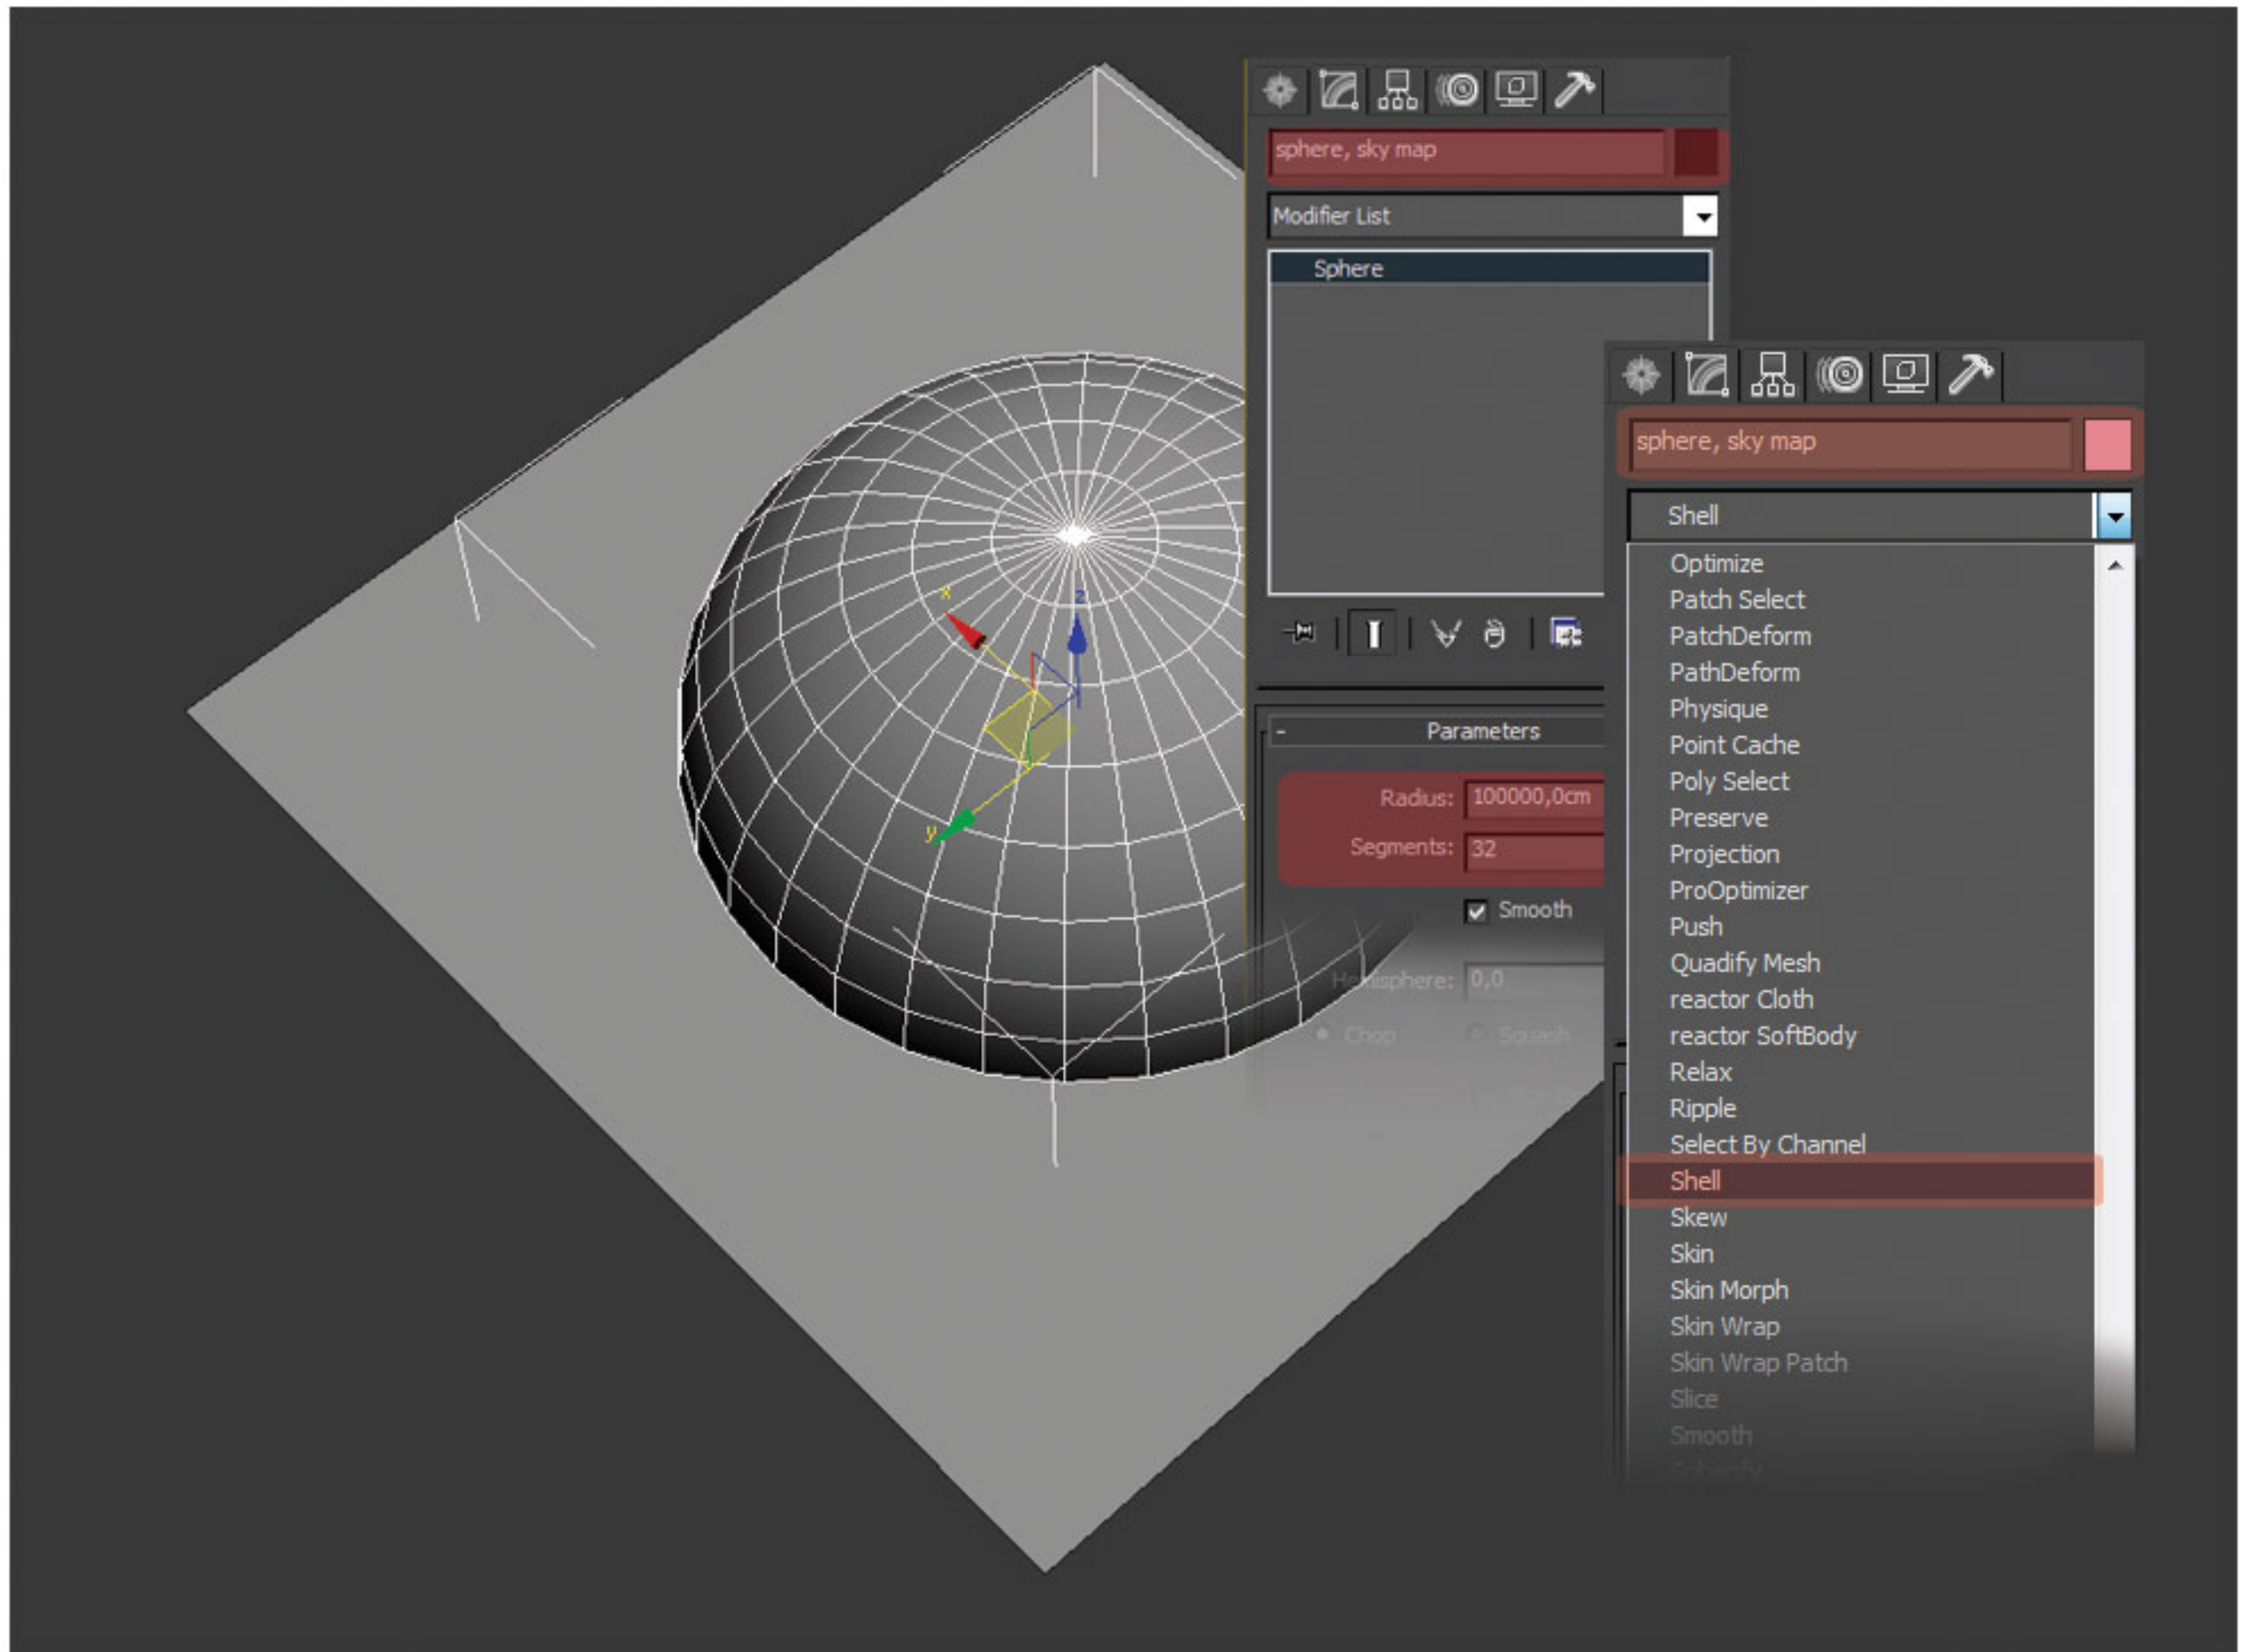 sphere, sky map
Modifier List
Sphere
Parameters
Radius: 100000,0cm
Segments: 32
Smooth
Hemisphere: 0,0
Chop Squash
x
z
y
sphere, sky map
Shell
Optimize
Patch Select
PatchDeform
PathDeform
Physique
Point Cache
Poly Select
Preserve
Projection
ProOptimizer
Push
Quadify Mesh
reactor Cloth
reactor SoftBody
Relax
Ripple
Select By Channel
Shell
Skew
Skin
Skin Morph
Skin Wrap
Skin Wrap Patch
Slice
Smooth
Spherify